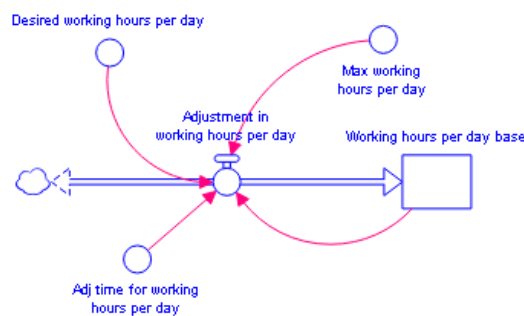 Desired working hours per day
Max working
hours per day
Adjustment in
working hours per day
Working hours per day base
Adj time for working
hours per day